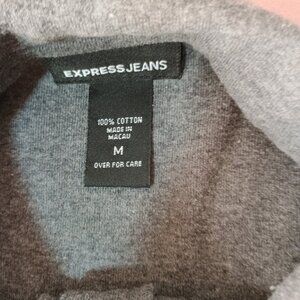 EXPRESS JEANS
100% COTTON
MADE IN
MACAU
M
OVER FOR CARE